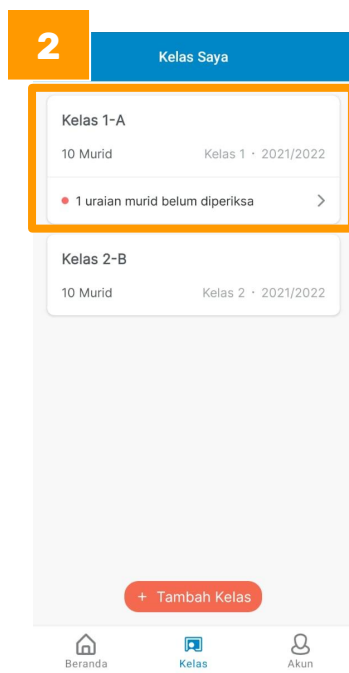 2
Kelas Saya
Kelas 1-A
10 Murid Kelas 1 · 2021/2022
1 uraian murid belum diperiksa
Kelas 2-B
10 Murid Kelas 2 · 2021/2022
+ Tambah Kelas
Beranda Kelas Akun